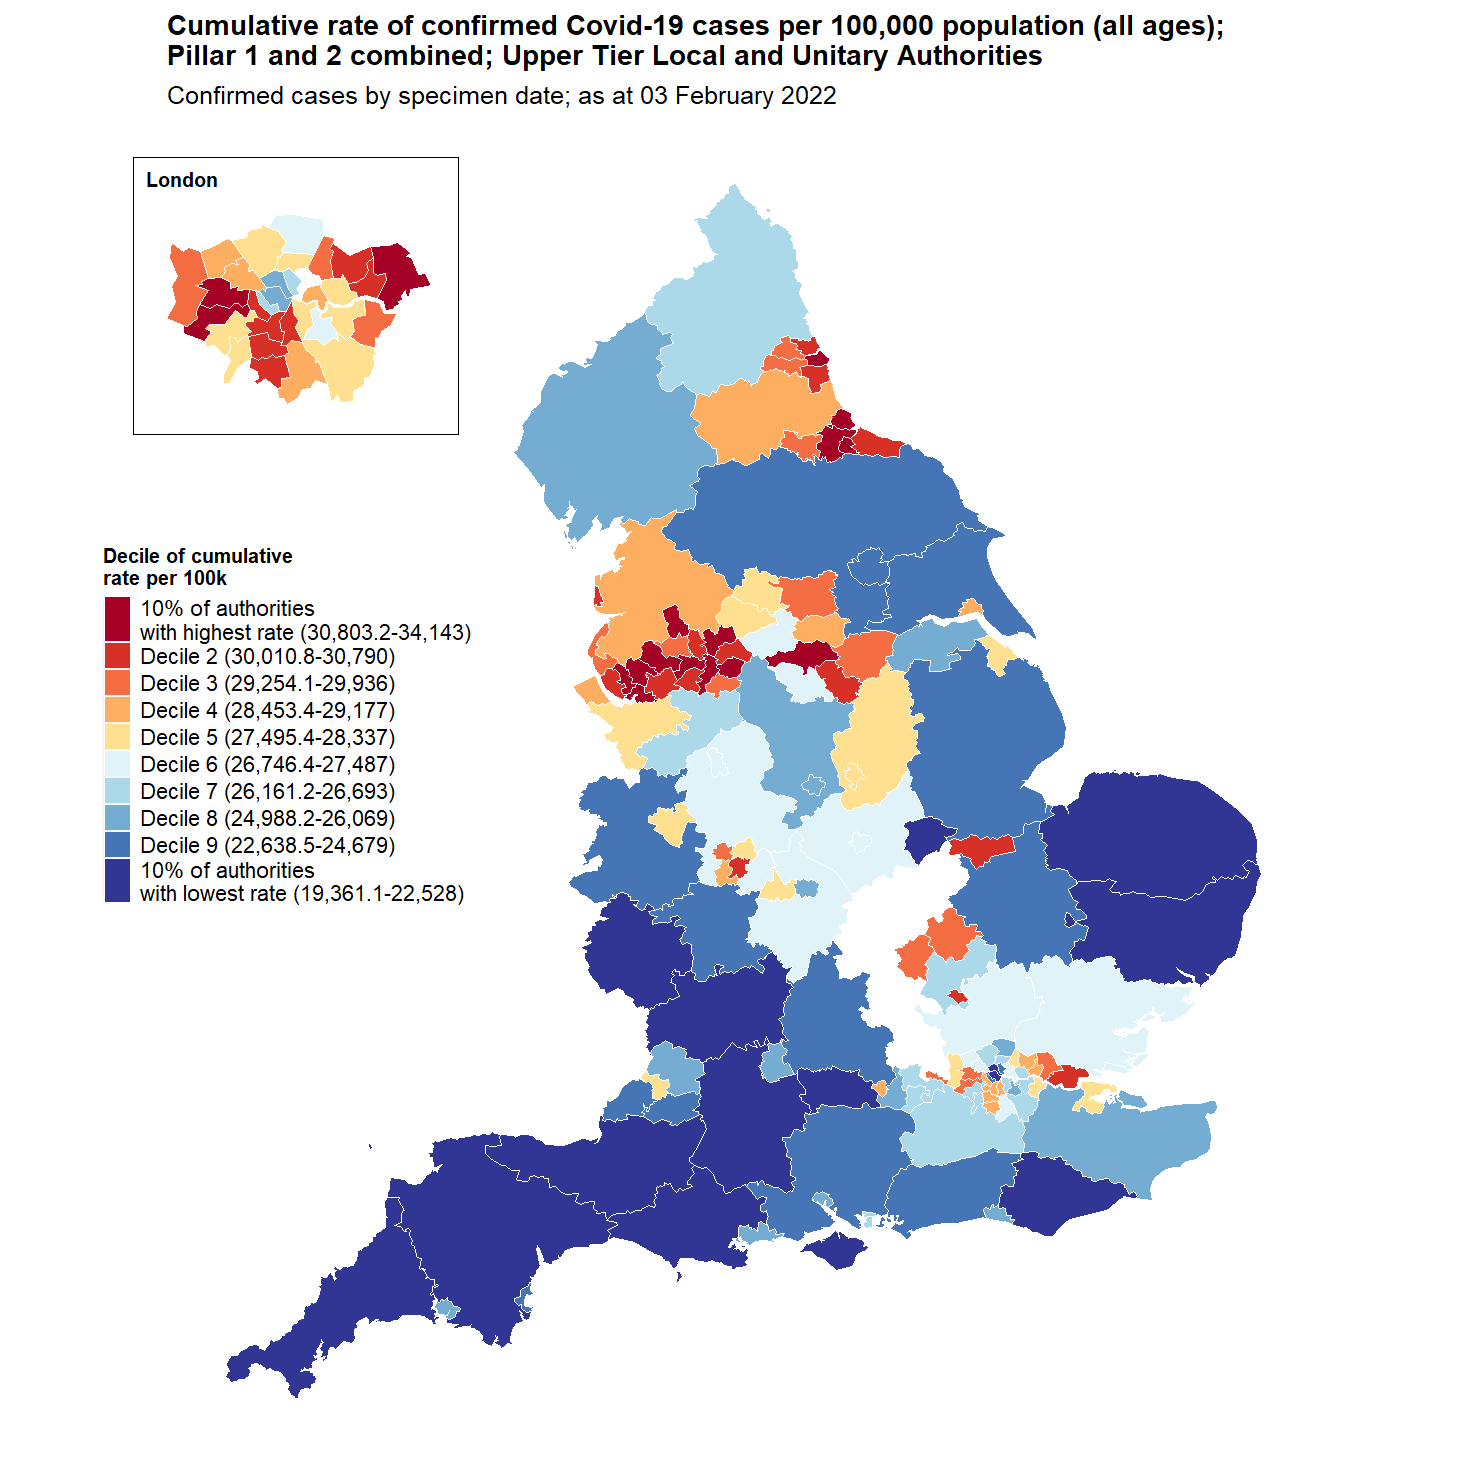 Cumulative rate of confirmed Covid-19 cases per 100,000 population (all ages);
Pillar 1 and 2 combined; Upper Tier Local and Unitary Authorities
Confirmed cases by specimen date; as at 03 February 2022
London
Decile of cumulative
rate per 100k
10% of authorities
with highest rate (30,803.2-34,143)
Decile 2 (30,010.8-30,790)
Decile 3 (29,254.1-29,936)
Decile 4 (28,453.4-29,177)
Decile 5 (27,495.4-28,337)
Decile 6 (26,746.4-27,487)
Decile 7 (26,161.2-26,693)
Decile 8 (24,988.2-26,069)
Decile 9 (22,638.5-24,679)
10% of authorities
with lowest rate (19,361.1-22,528)